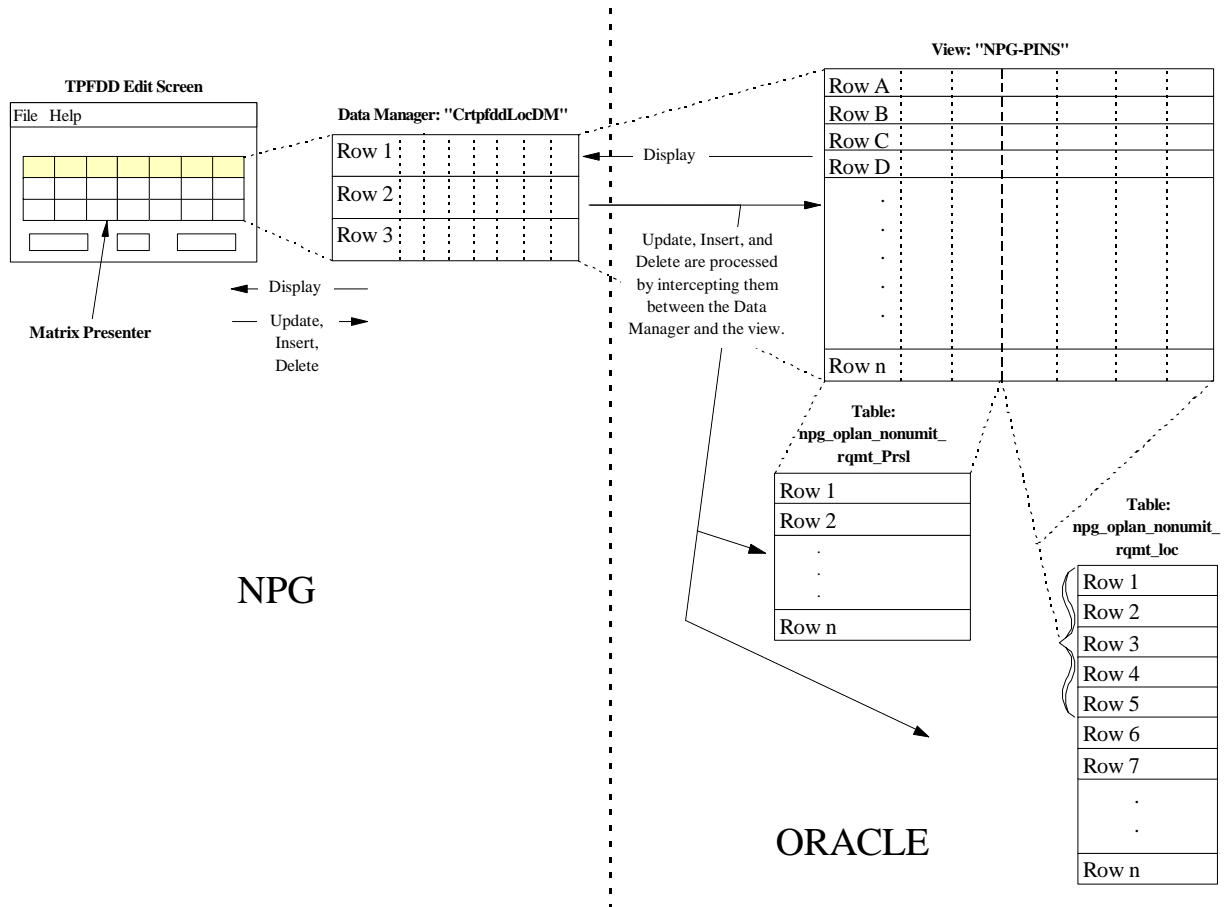 TPFDD Edit Screen
File Help
Matrix Presenter
Display
Update,
Insert,
Delete
Data Manager: "CrtpfddLocDM"
Row 1
Row 2
Row 3
Display
Update, Insert, and
Delete are processed
by intercepting them
between the Data
Manager and the view.
View: "NPG-PINS"
Row A
Row B
Row C
Row D
.
.
.
.
.
Row n
Table:
npg_oplan_nonumit_
rqmt_Prsl
Row 1
Row 2
.
.
.
Row n
Table:
npg_oplan_nonumit_
rqmt_loc
Row 1
Row 2
Row 3
Row 4
Row 5
Row 6
Row 7
.
.
Row n
NPG
ORACLE